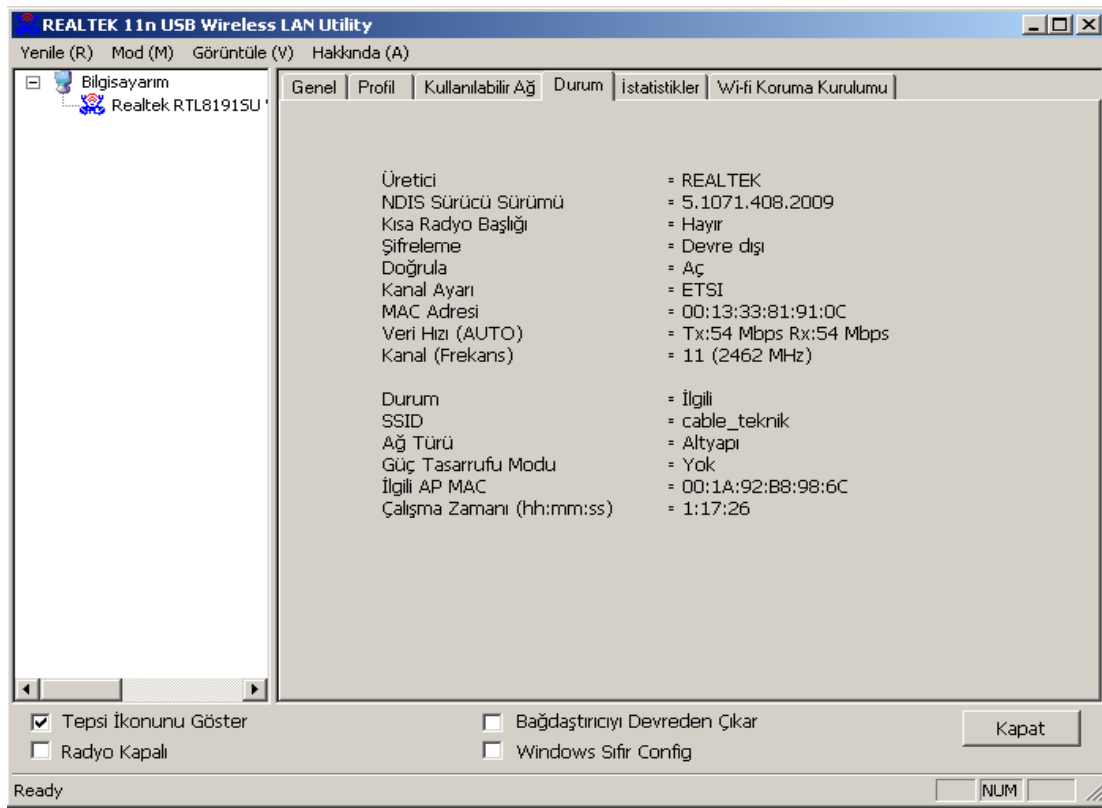 REALTEK 11n USB Wireless LAN Utility
Yenile (R) Mod (M) Görüntüle (V) Hakkında (A)
Bilgisayarım
Realtek RTL8191SU
Genel Profil Kullanılabilir Ağ Durum İstatistikler Wi-fi Koruma Kurulumu
Üretici = REALTEK
NDIS Sürücü Sürümü = 5.1071.408.2009
Kısa Radyo Başlığı = Hayır
Şifreleme = Devre dışı
Doğrula = Aç
Kanal Ayarı = ETSI
MAC Adresi = 00:13:33:81:91:0C
Veri Hızı (AUTO) = Tx:54 Mbps Rx:54 Mbps
Kanal (Frekans) = 11 (2462 MHz)
Durum = İlgili
SSID = cable_teknik
Ağ Türü = Altyapı
Güç Tasarrufu Modu = Yok
İlgili AP MAC = 00:1A:92:B8:98:6C
Çalışma Zamanı (hh:mm:ss) = 1:17:26
Tepsi İkonunu Göster
Radyo Kapalı
Bağdaştırıcıyı Devreden Çıkar
Windows Sıfır Config
Kapat
Ready
NUM